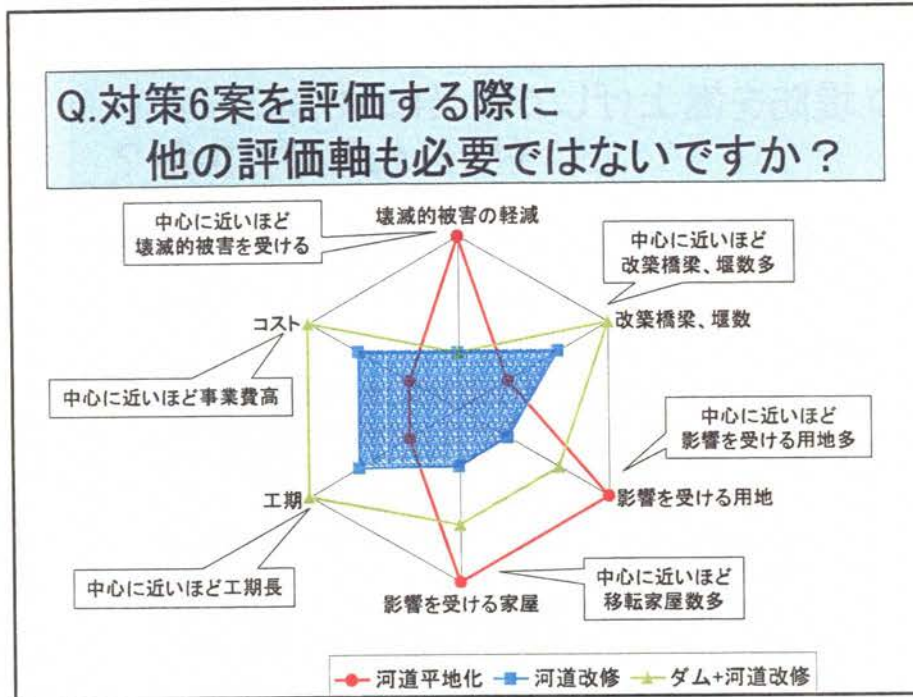 Q.対策6案を評価する際に
他の評価軸も必要ではないですか？
中心に近いほど
壊滅的被害を受ける
壊滅的被害の軽減
中心に近いほど
改築橋梁、堰数多
コスト
改築橋梁、堰数
中心に近いほど事業費高
中心に近いほど
影響を受ける用地多
工期
影響を受ける用地
中心に近いほど工期長
影響を受ける家屋
中心に近いほど
移転家屋数多
河道平地化
河道改修
ダム+河道改修